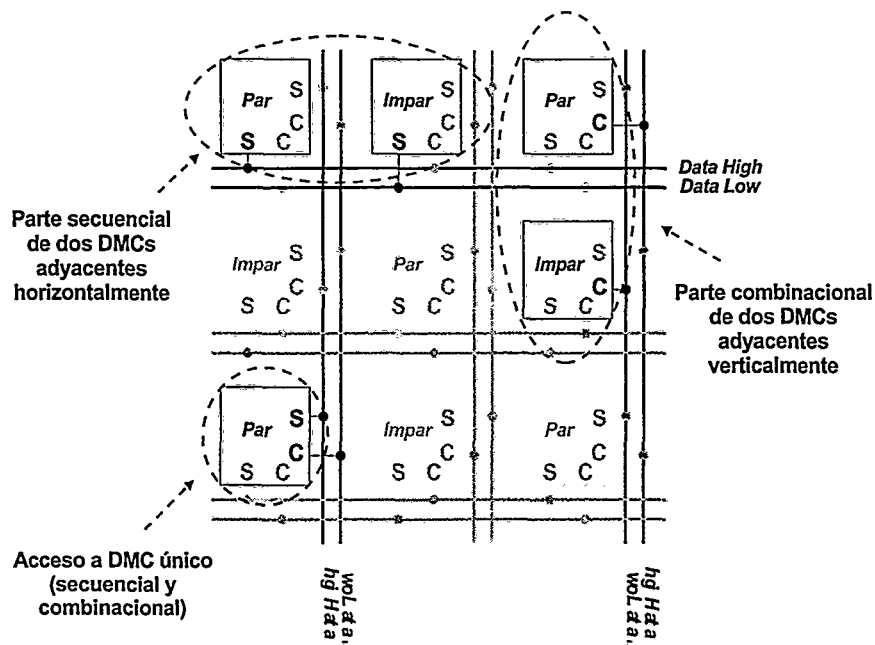 Par S
Impar S
Par S
C
C
C
S C
S C
S C
Data High
Data Low
Parte secuencial
de dos DMCs
adyacentes
horizontalmente
Impar S
Par S
Impar S
C
C
C
S C
S C
S C
Parte combinacional
de dos DMCs
adyacentes
verticalmente
Par S
Impar S
Par S
C
C
C
S C
S C
S C
Acceso a DMC único
(secuencial y
combinacional)